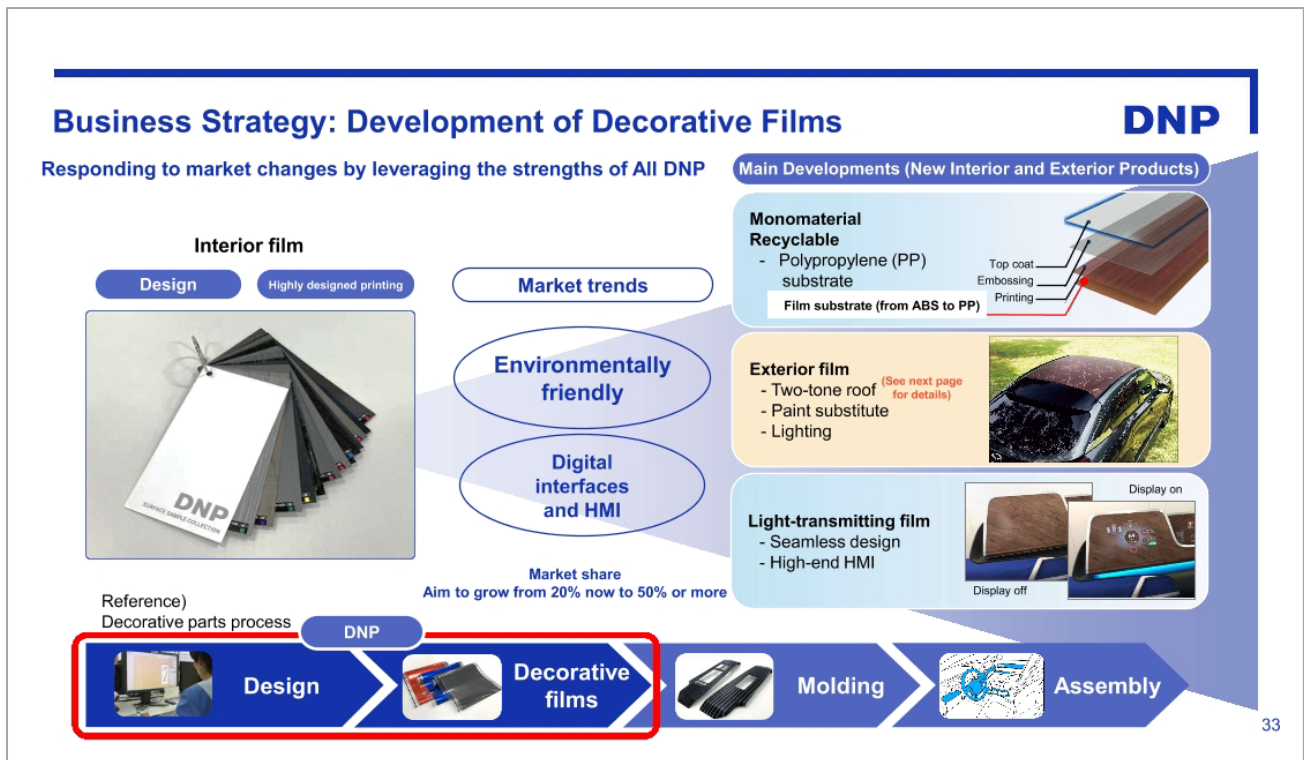 Business Strategy: Development of Decorative Films
DNP
Responding to market changes by leveraging the strengths of All DNP
Main Developments (New Interior and Exterior Products)
Interior film
Design
Highly designed printing
DNP
SURFACE SAMPLE COLLECTION
Market trends
Environmentally
friendly
Digital
interfaces
and HMI
Market share
Aim to grow from 20% now to 50% or more
Monomaterial
Recyclable
- Polypropylene (PP)
substrate
Film substrate (from ABS to PP)
Top coat
Embossing
Printing
Exterior film
- Two-tone roof (See next page
for details)
- Paint substitute
- Lighting
Light-transmitting film
- Seamless design
- High-end HMI
Display off
Display on
Reference)
Decorative parts process
DNP
Design
Decorative
films
Molding
Assembly
33